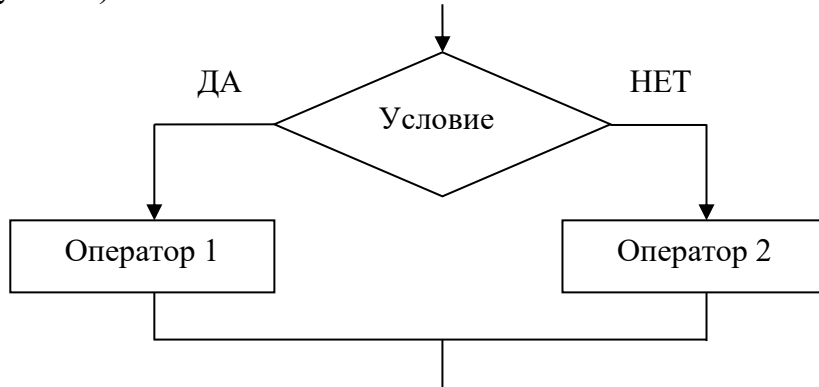 ДА
НЕТ
Условие
Оператор 1
Оператор 2